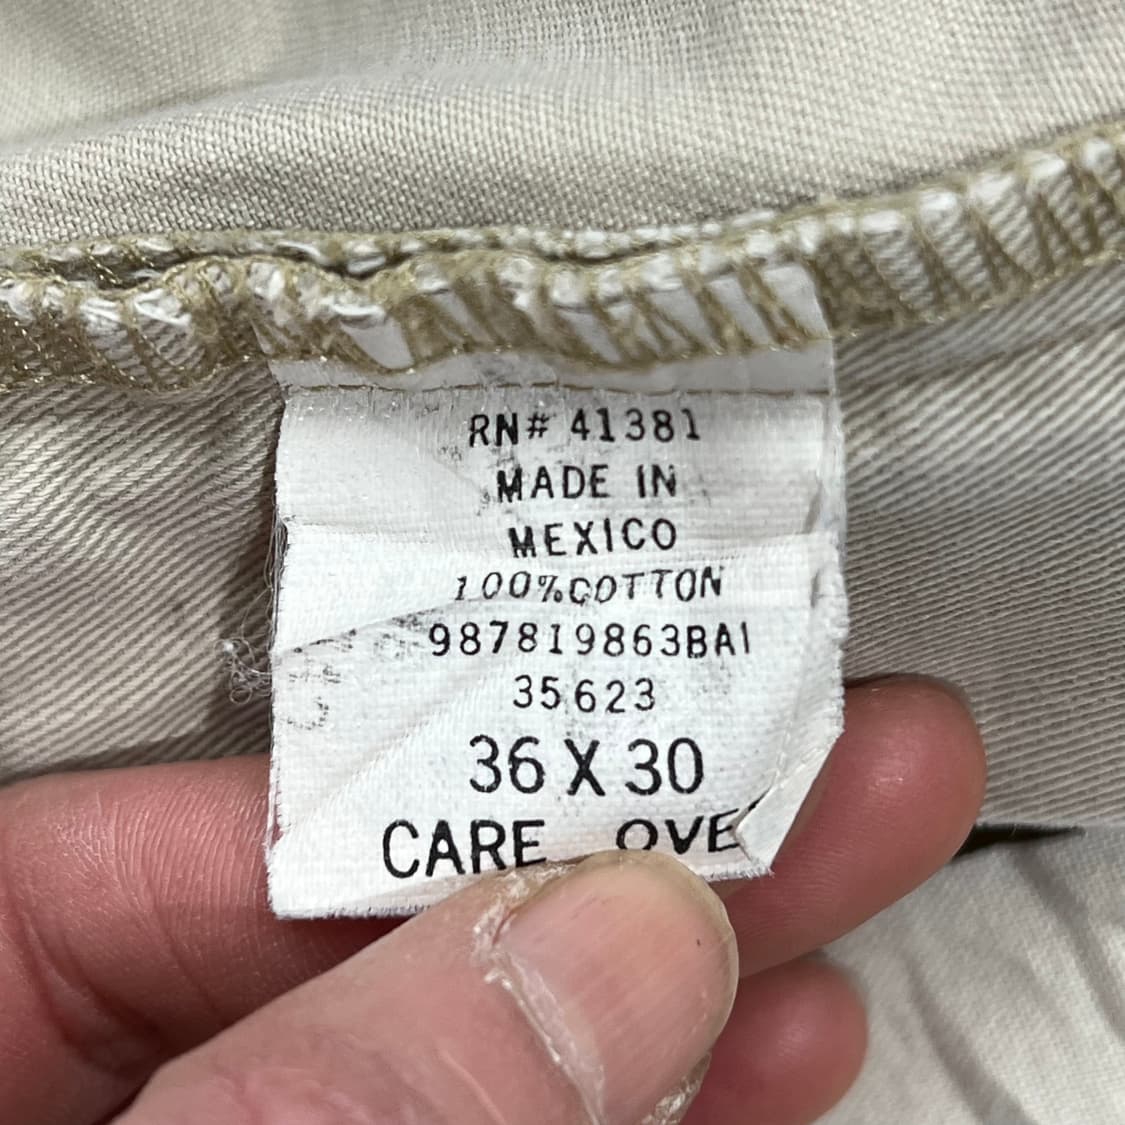 RN# 41381
MADE IN
MEXICO
100%COTTON
987819863BA1
35623
36 X 30
CARE OVE